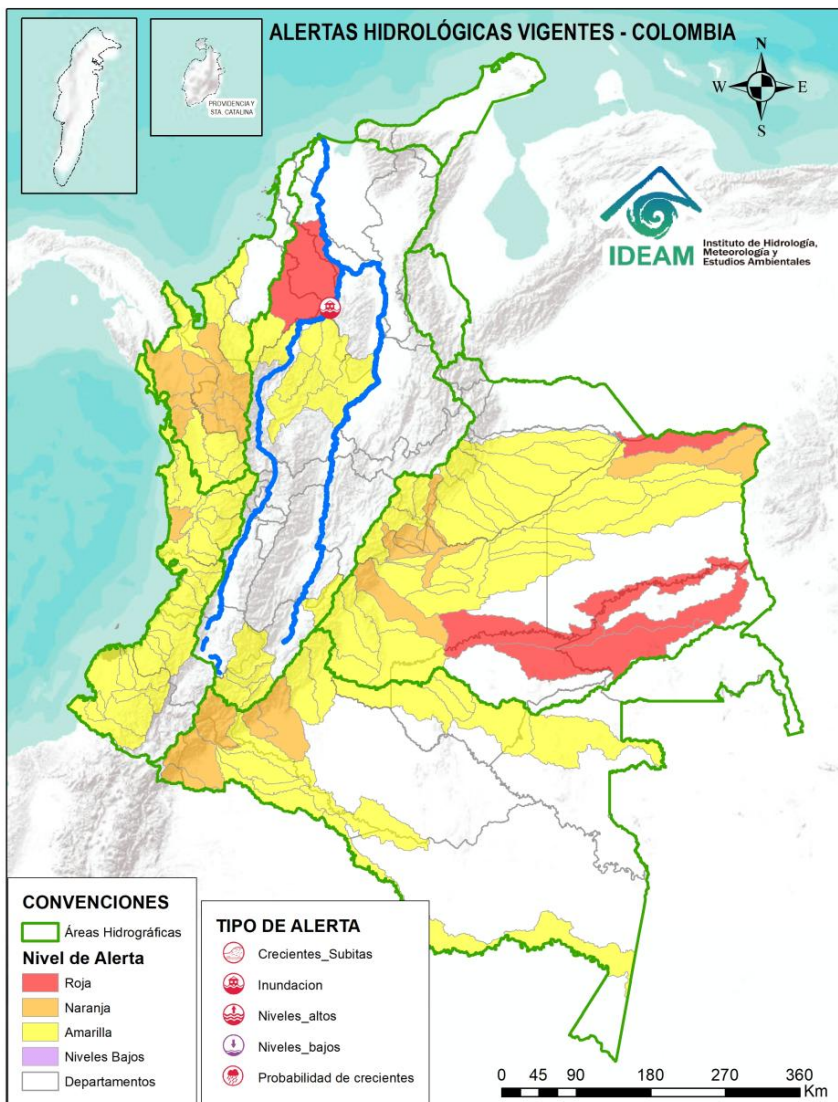 ALERTAS HIDROLÓGICAS VIGENTES - COLOMBIA
PROVIDENCIA Y
STA. CATALINA
N
W
E
S
IDEAM
Instituto de Hidrología,
Meteorología y
Estudios Ambientales
CONVENCIONES
Áreas Hidrográficas
Nivel de Alerta
Roja
Naranja
Amarilla
Niveles Bajos
Departamentos
TIPO DE ALERTA
Crecientes_Subitas
Inundacion
Niveles_altos
Niveles_bajos
Probabilidad de crecientes
0 45 90 180 270 360
Km